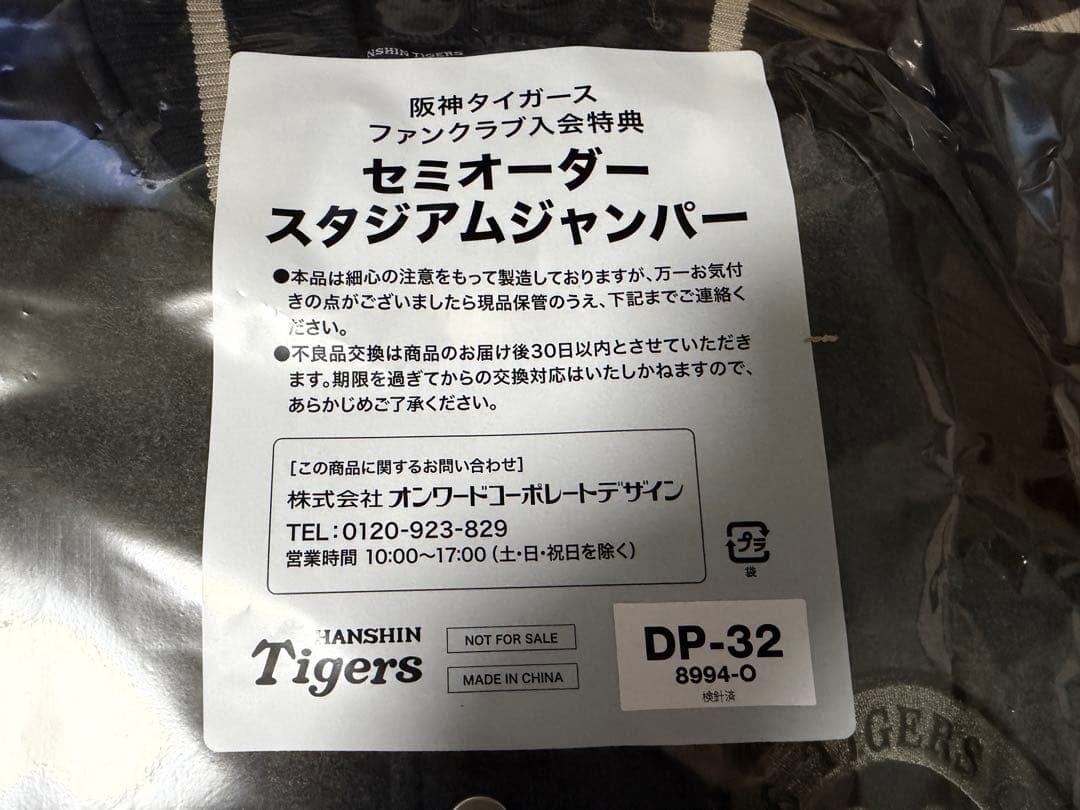 HANSHIN TIGERS
阪神タイガース
ファンクラブ入会特典
セミオーダー
スタジアムジャンパー
●本品は細心の注意をもって製造しておりますが、万一お気付
きの点がございましたら現品保管のうえ、下記までご連絡く
ださい。
●不良品交換は商品のお届け後30日以内とさせていただきま
す。期限を過ぎてからの交換対応はいたしかねますので、
あらかじめご了承ください。
[この商品に関するお問い合わせ]
株式会社 オンワードコーポレートデザイン
TEL:0120-923-829
営業時間 10:00〜17:00 (土・日・祝日を除く)
プラ
袋
HANSHIN
Tigers
NOT FOR SALE
MADE IN CHINA
DP-32
8994-O
検針済
TIGERS